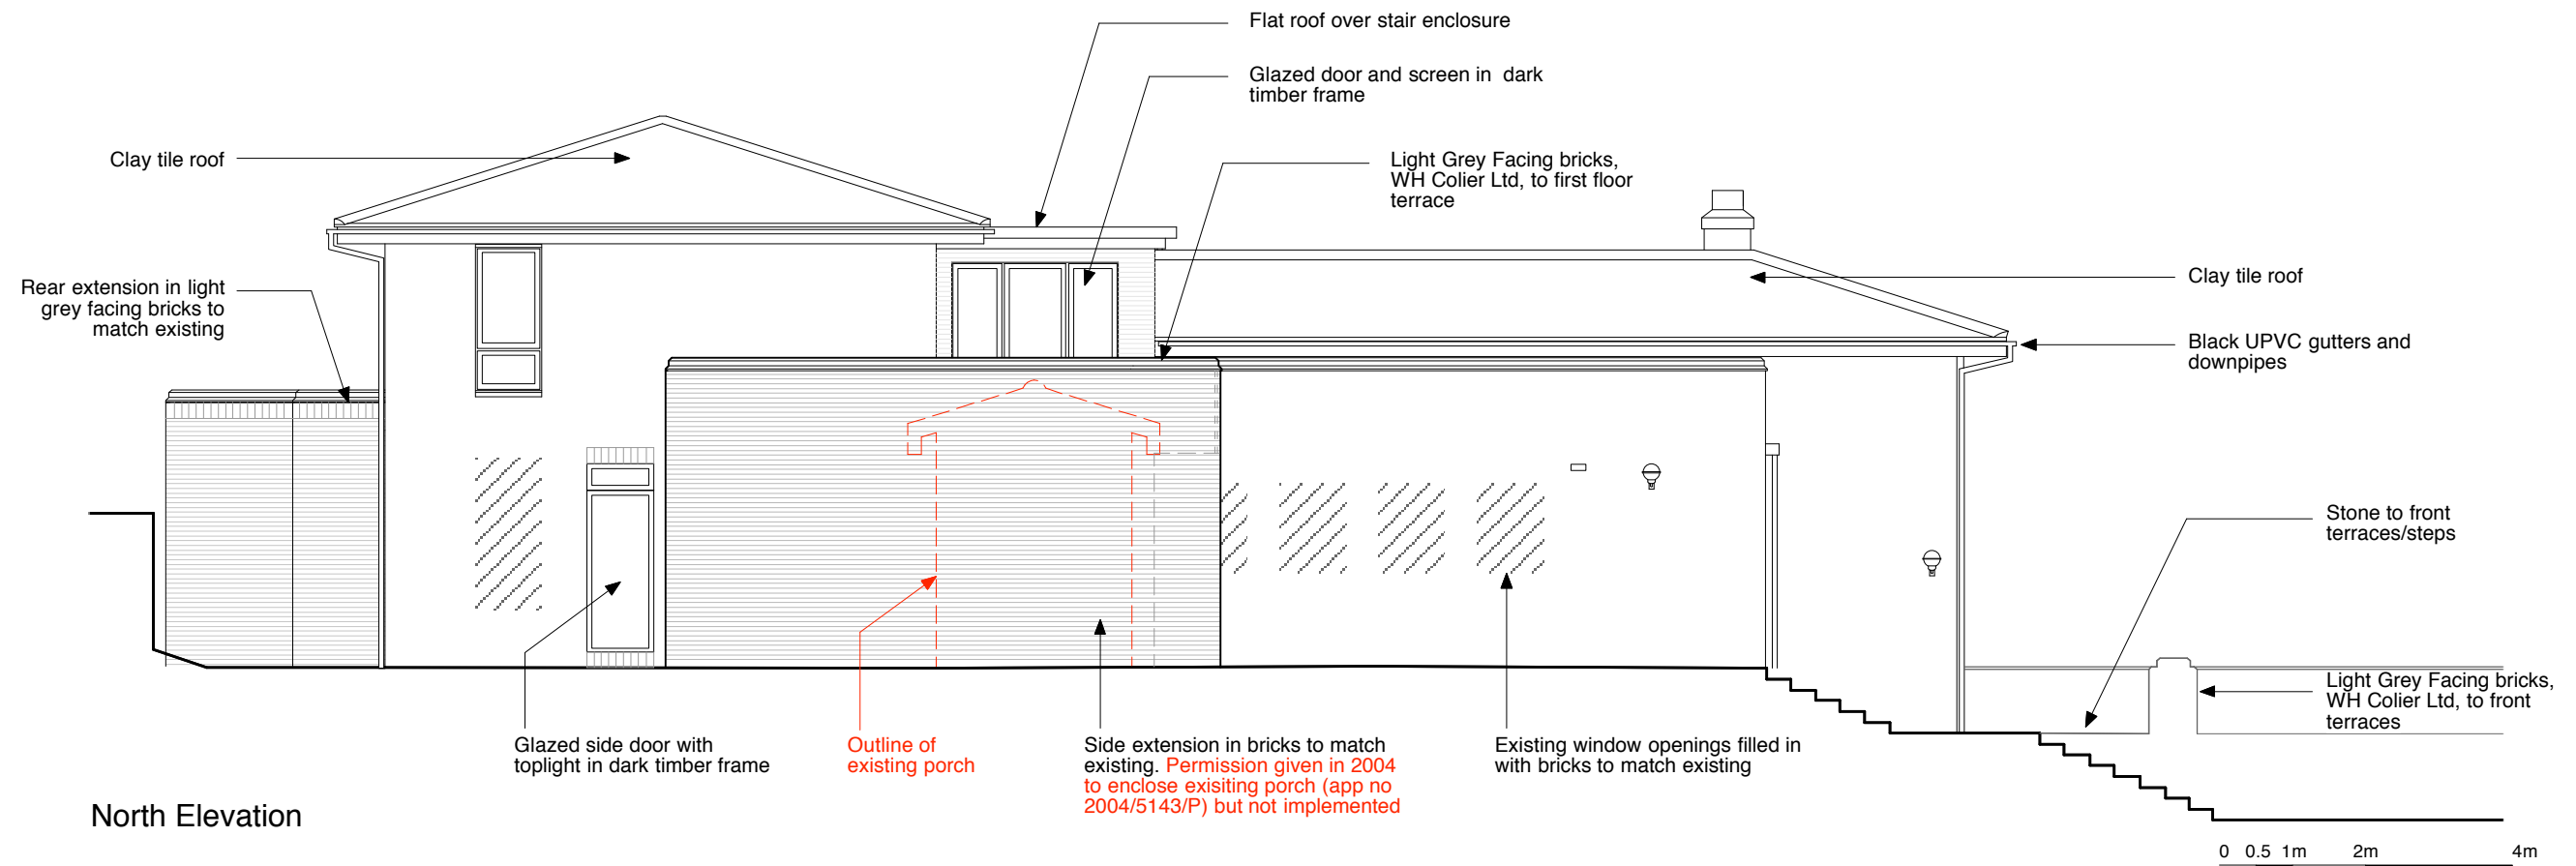 Flat roof over stair enclosure
Glazed door and screen in dark
timber frame
Clay tile roof
Light Grey Facing bricks,
WH Colier Ltd, to first floor
terrace
Rear extension in light
grey facing bricks to
match existing
Clay tile roof
Black UPVC gutters and
downpipes
Stone to front
terraces/steps
Light Grey Facing bricks,
WH Colier Ltd, to front
terraces
Glazed side door with
toplight in dark timber frame
Outline of
existing porch
Side extension in bricks to match
existing. Permission given in 2004
to enclose exisiting porch (app no
2004/5143/P) but not implemented
Existing window openings filled in
with bricks to match existing
North Elevation
0 0.5 1m 2m 4m